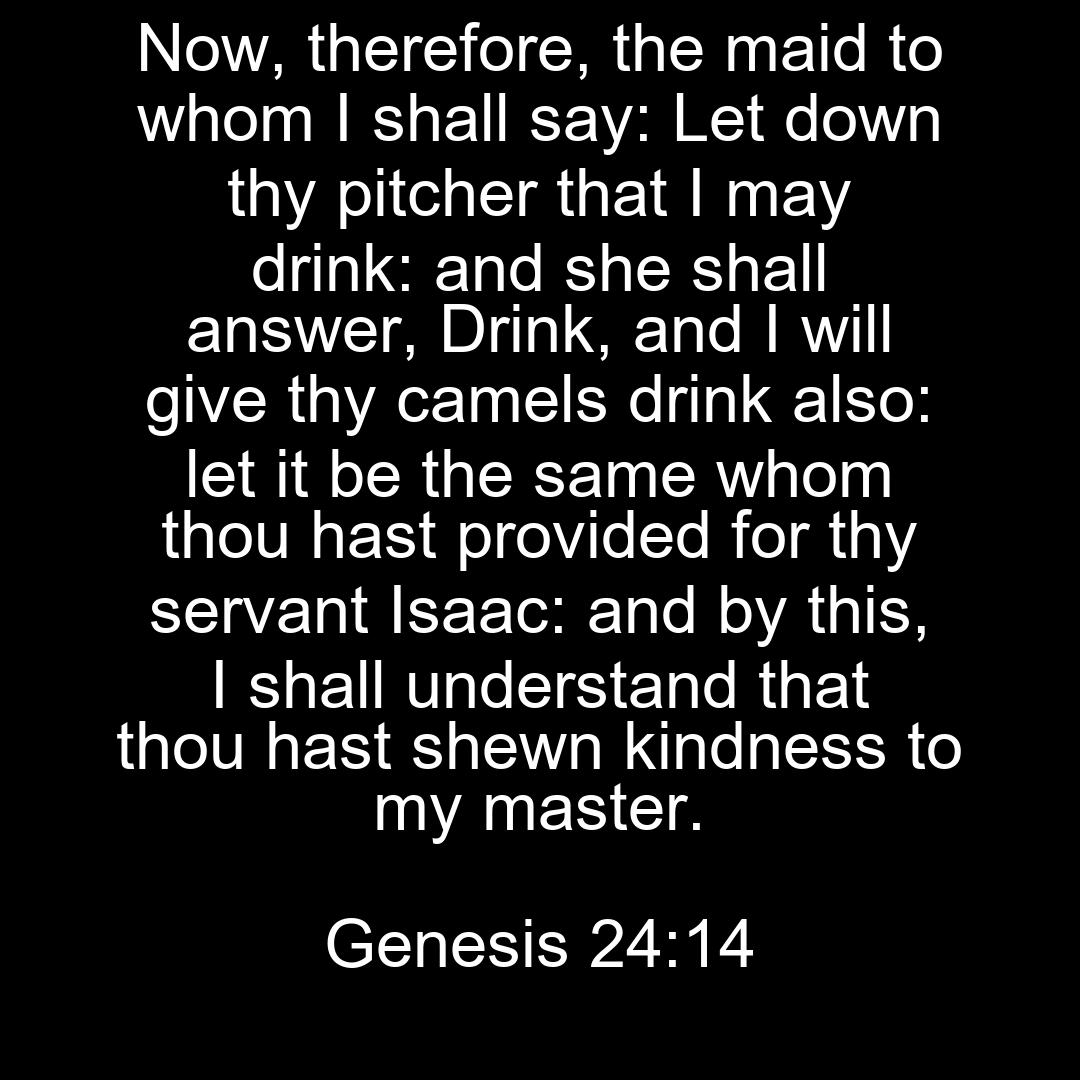 Now, therefore, the maid to
whom I shall say: Let down
thy pitcher that I may
drink: and she shall
answer, Drink, and I will
give thy camels drink also:
let it be the same whom
thou hast provided for thy
servant Isaac: and by this,
I shall understand that
thou hast shewn kindness to
my master.
Genesis 24:14